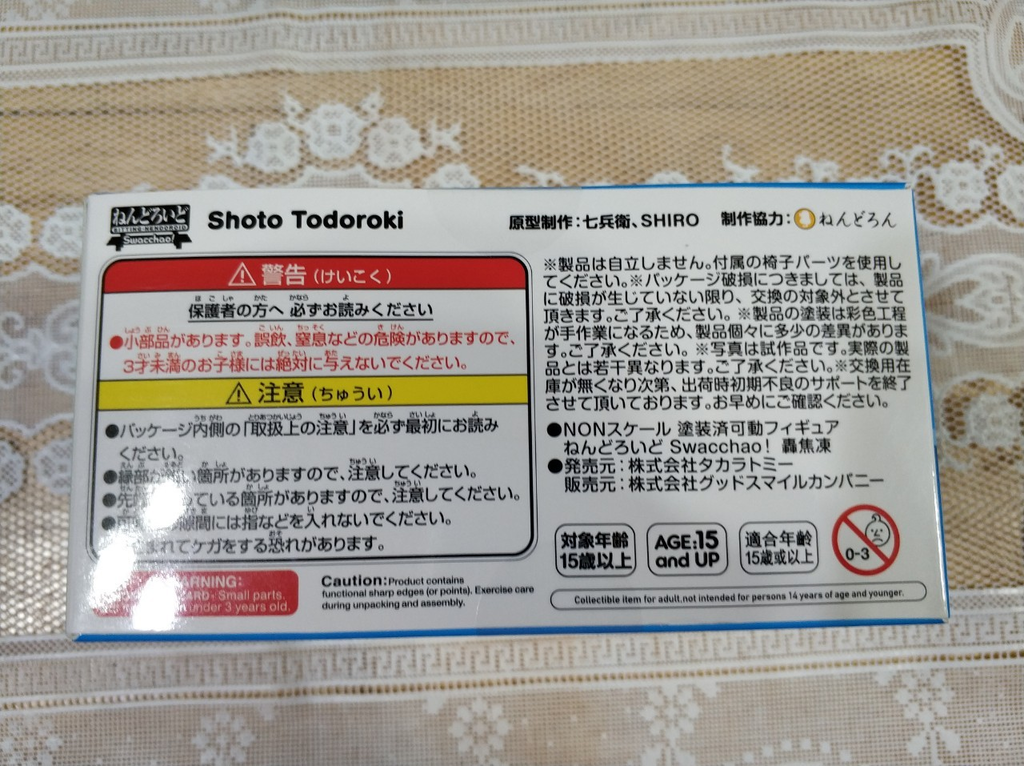 ねんどろいど
SITTING NENDOROID
Swacchao!
Shoto Todoroki
原型制作：七兵衛、SHIRO
制作協力：ねんどろん
警告（けいこく）
保護者の方へ 必ずお読みください
●小部品があります。誤飲、窒息などの危険がありますので、
3才未満のお子様には絶対に与えないでください。
注意（ちゅうい）
●パッケージ内側の「取扱上の注意」を必ず最初にお読み
ください。
●縁部が 箇所がありますので、注意してください。
●先 っている箇所がありますので、注意してください。
● 隙間には指などを入れないでください。
まれてケガをする恐れがあります。
ARNING:
Small parts.
under 3 years old.
Caution: Product contains
functional sharp edges (or points). Exercise care
during unpacking and assembly.
※製品は自立しません。付属の椅子パーツを使用し
てください。※パッケージ破損につきましては、製品
に破損が生じていない限り、交換の対象外とさせて
頂きます。ご了承ください。※製品の塗装は彩色工程
が手作業になるため、製品個々に多少の差異がありま
す。ご了承ください。※写真は試作品です。実際の製
品とは若干異なります。ご了承ください。※交換用在
庫が無くなり次第、出荷時初期不良のサポートを終了
させて頂いております。お早めにご確認ください。
●NONスケール 塗装済可動フィギュア
ねんどろいど Swacchao! 轟焦凍
●発売元：株式会社タカラトミー
販売元：株式会社グッドスマイルカンパニー
対象年齢
15歳以上
AGE:15
and UP
適合年齡
15歲或以上
0-3
Collectible item for adult.not intended for persons 14 years of age and younger.